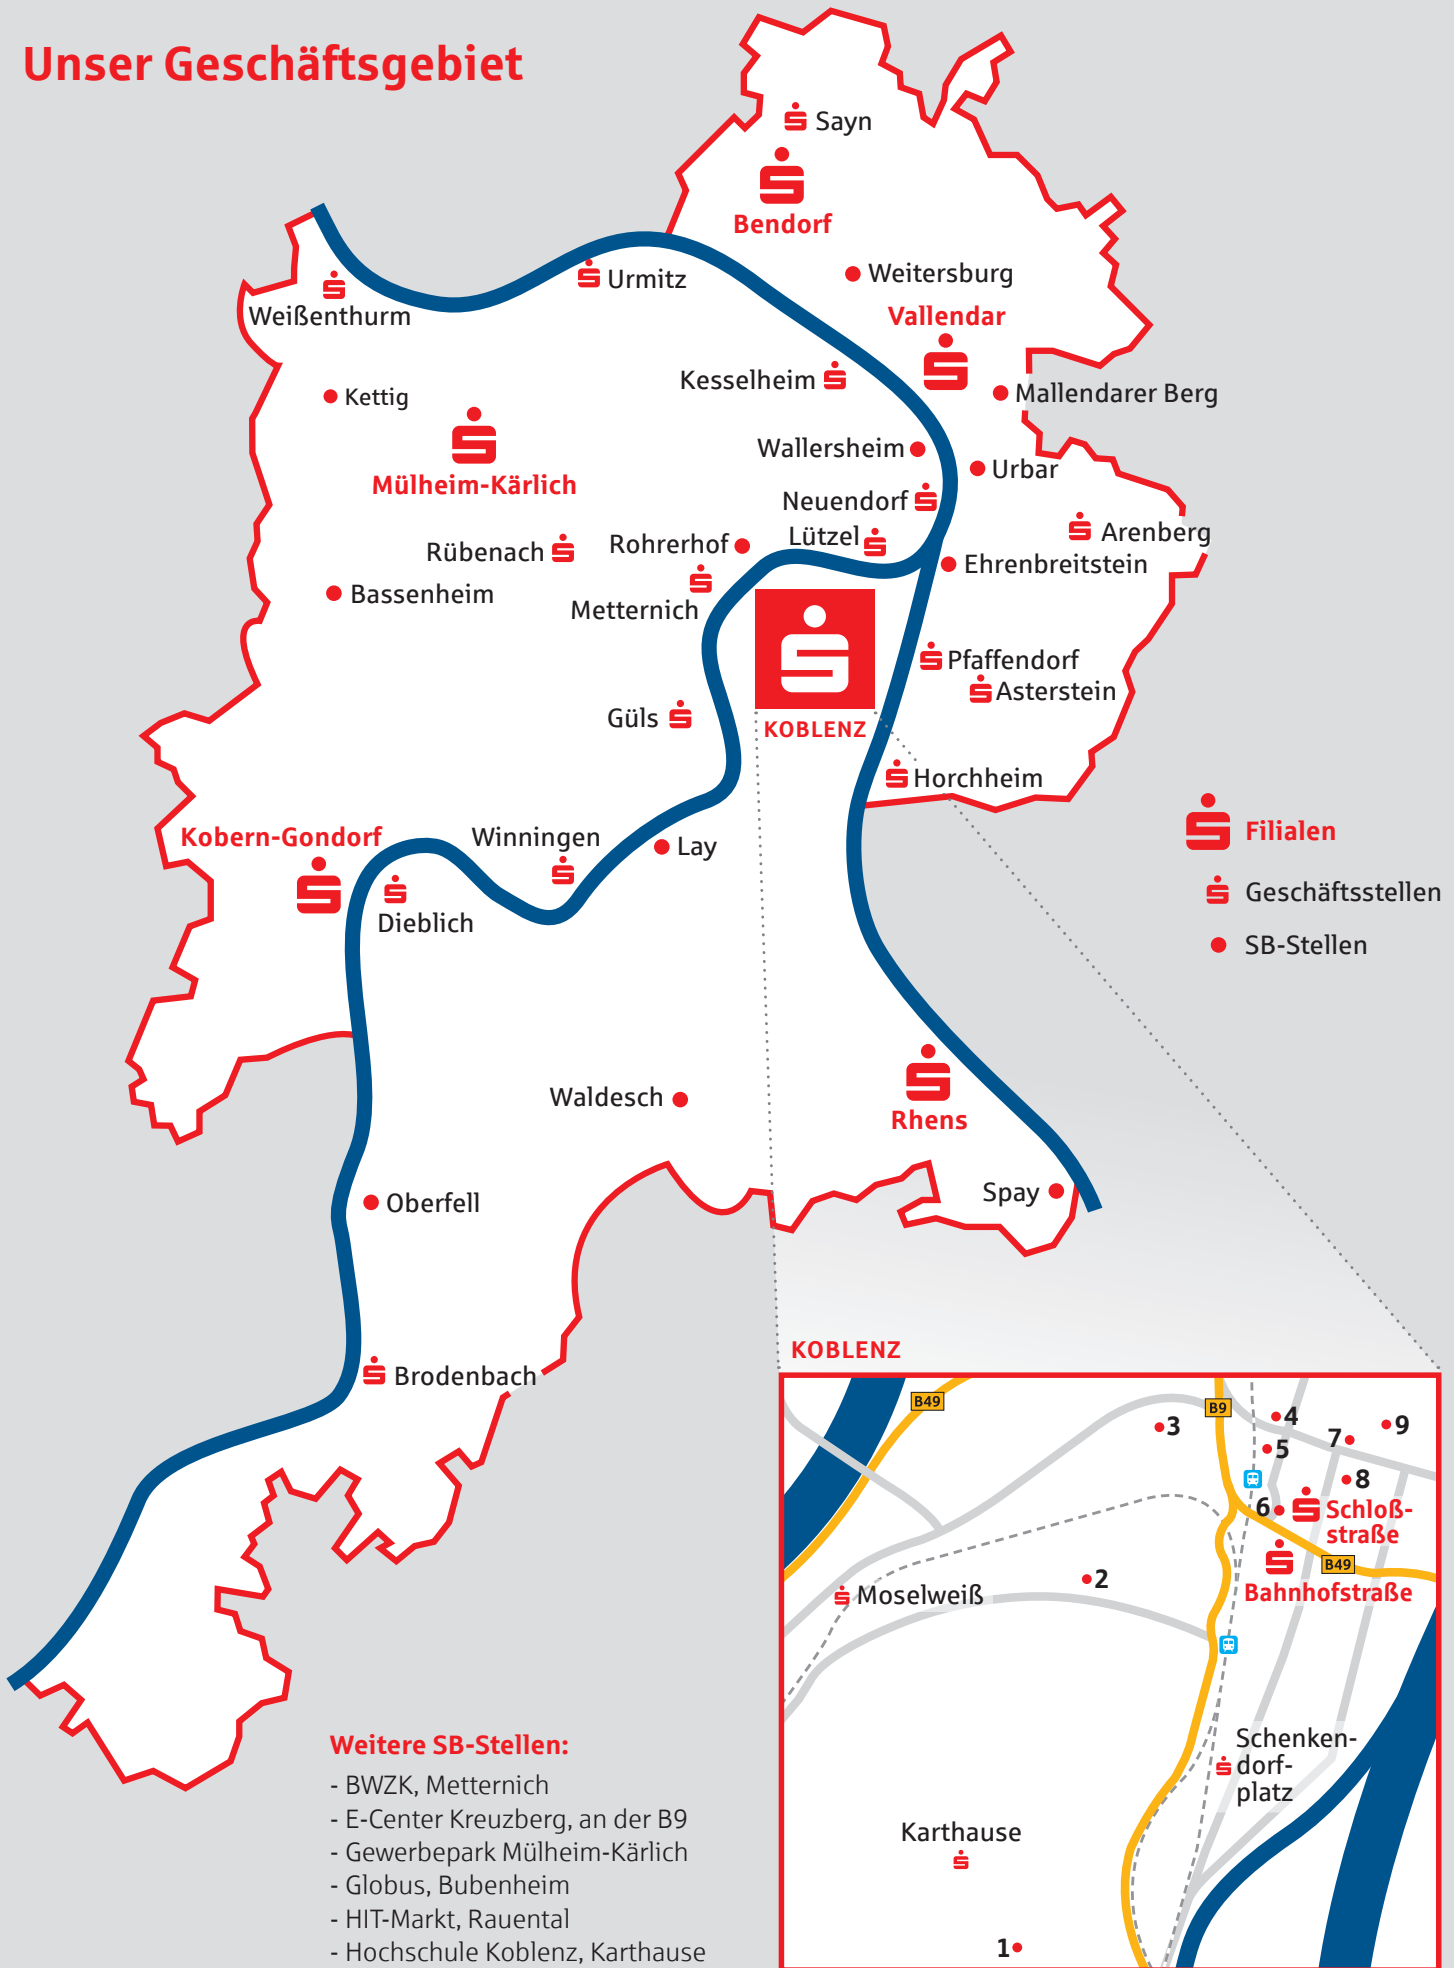 Unser Geschäftsgebiet
Sayn
Bendorf
Weitersburg
Urmitz
Weißenthurm
Vallendar
Kesselheim
Mallendarer Berg
Kettig
Wallersheim
Urbar
Mülheim-Kärlich
Neuendorf
Arenberg
Lützel
Rohrerhof
Rübenach
Ehrenbreitstein
Bassenheim
Metternich
Pfaffendorf
Asterstein
Güls
KOBLENZ
Horchheim
Kobern-Gondorf
Winningen
Lay
Dieblich
Filialen
Geschäftsstellen
SB-Stellen
Waldesch
Rhens
Spay
Oberfell
Brodenbach
KOBLENZ
B49
B9
3
4
9
7
5
8
6
Schloß-
straße
B49
Bahnhofstraße
2
Moselweiß
Schenken-
dorf-
platz
Karthause
1
Weitere SB-Stellen:
- BWZK, Metternich
- E-Center Kreuzberg, an der B9
- Gewerbepark Mülheim-Kärlich
- Globus, Bubenheim
- HIT-Markt, Rauental
- Hochschule Koblenz, Karthause